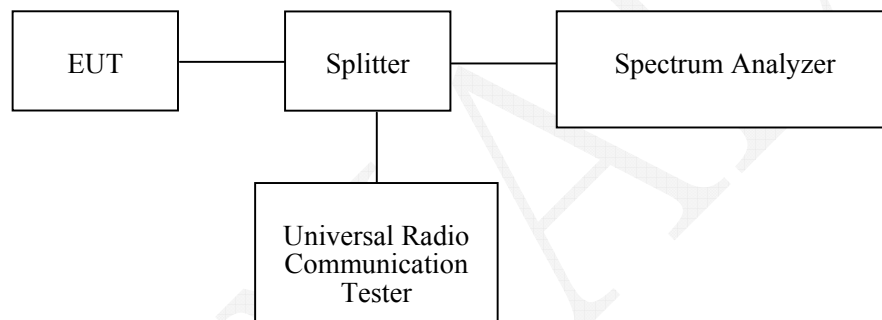 EUT
Splitter
Spectrum Analyzer
Universal Radio
Communication
Tester